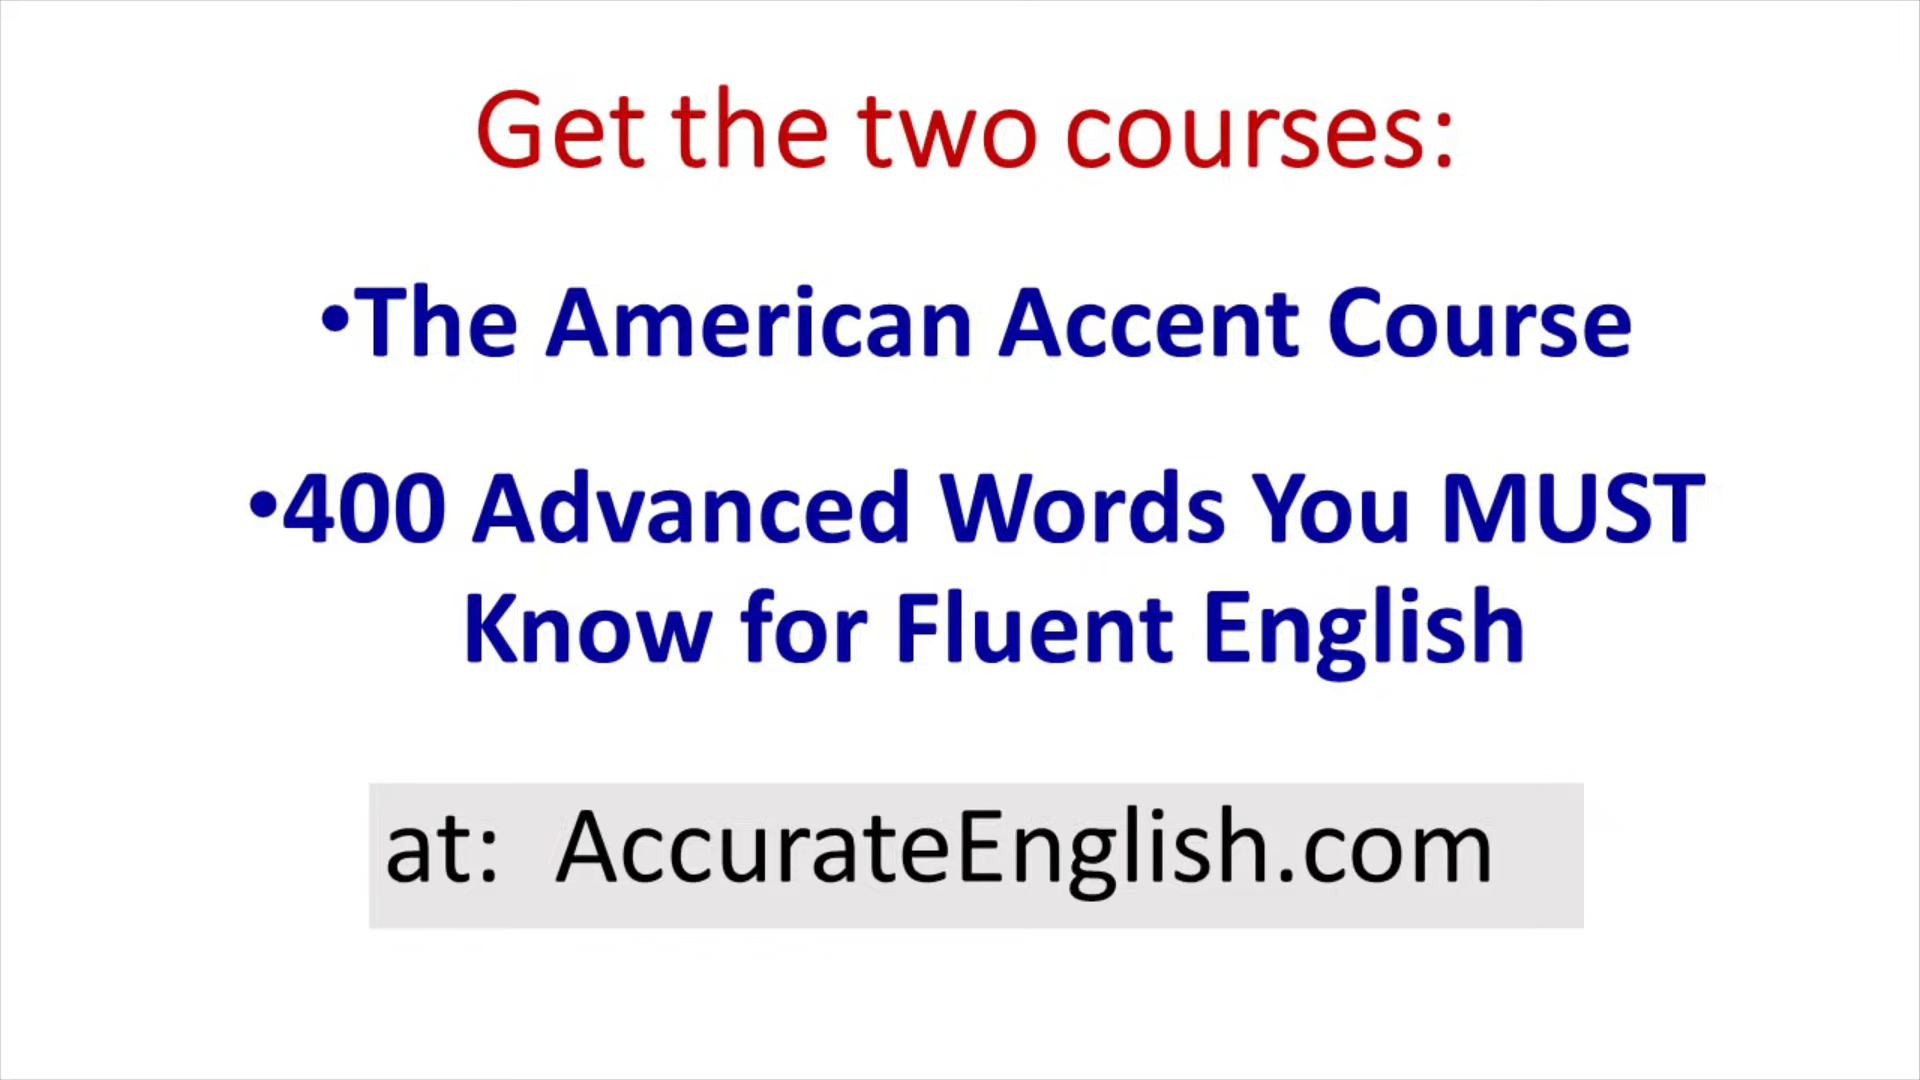 Get the two courses:
•The American Accent Course
•400 Advanced Words You MUST
Know for Fluent English
at: AccurateEnglish.com